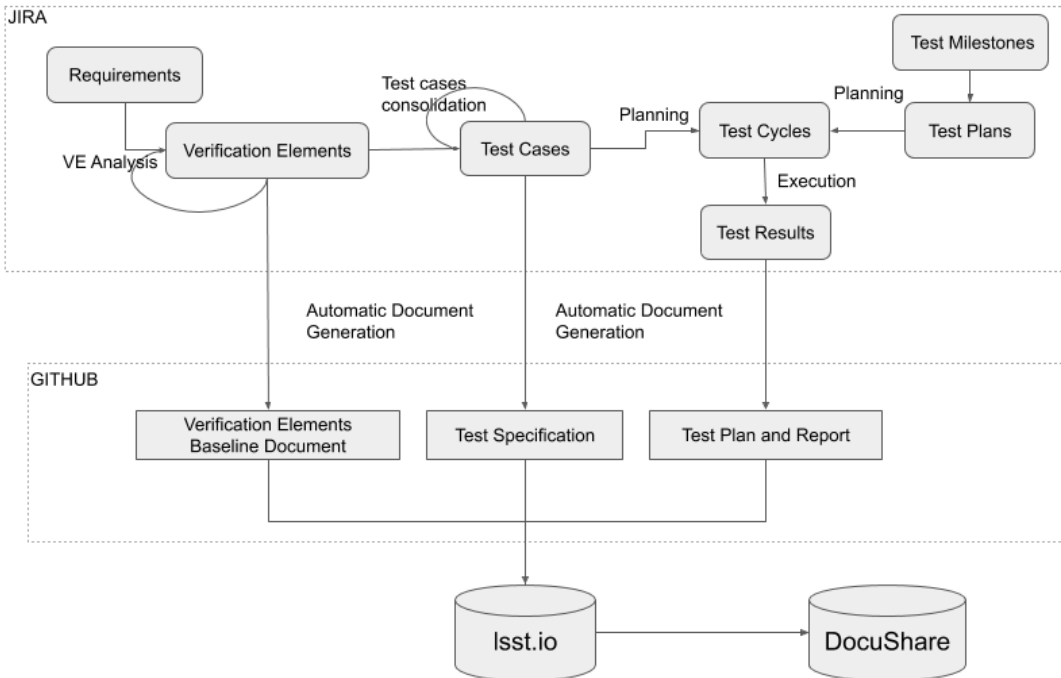 JIRA
Test Milestones
Requirements
Test cases
consolidation
Planning
Planning
Verification Elements
Test Cases
Test Cycles
Test Plans
VE Analysis
Execution
Test Results
Automatic Document
Generation
Automatic Document
Generation
GITHUB
Verification Elements
Baseline Document
Test Specification
Test Plan and Report
lsst.io
DocuShare